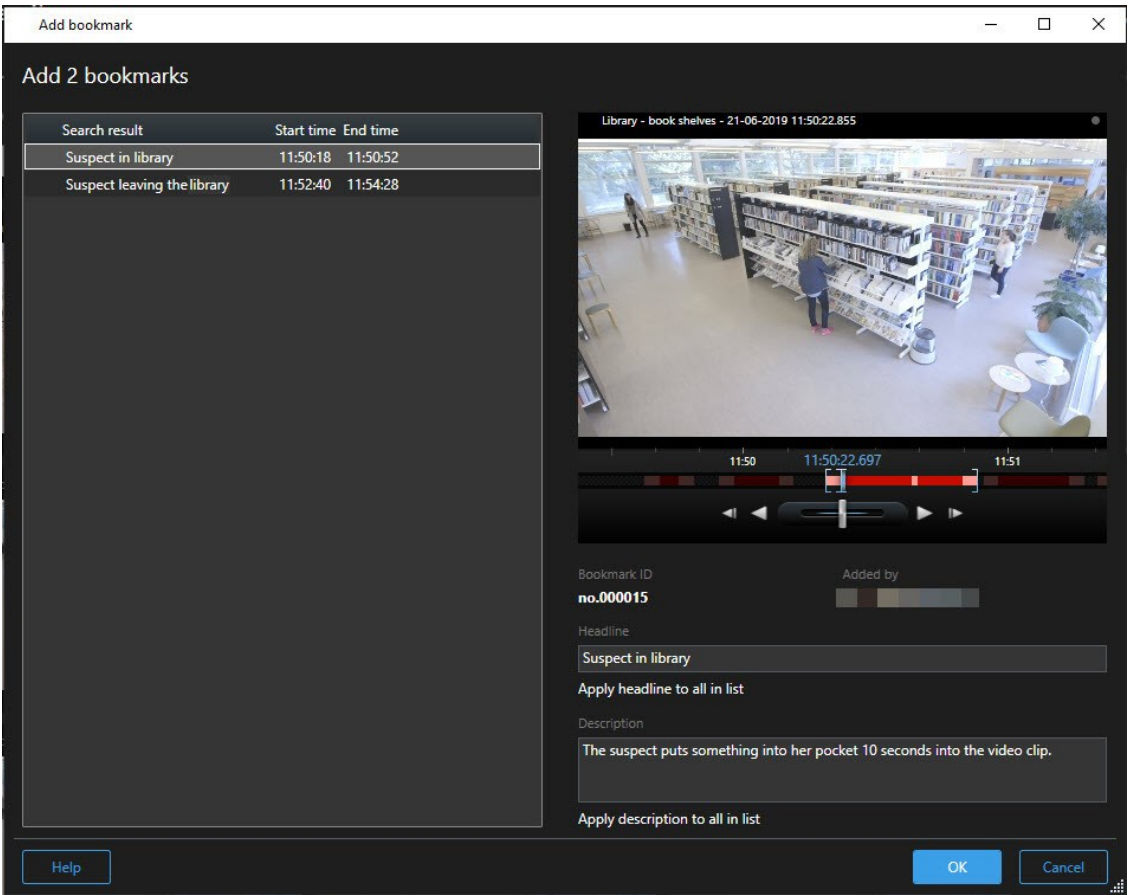 Add bookmark
Add 2 bookmarks
Search result Start time End time
Suspect in library 11:50:18 11:50:52
Suspect leaving the library 11:52:40 11:54:28
Library - book shelves - 21-06-2019 11:50:22.855
11:50 11:50:22.697 11:51
Bookmark ID Added by
no.000015
Headline
Suspect in library
Apply headline to all in list
Description
The suspect puts something into her pocket 10 seconds into the video clip.
Apply description to all in list
Help OK Cancel